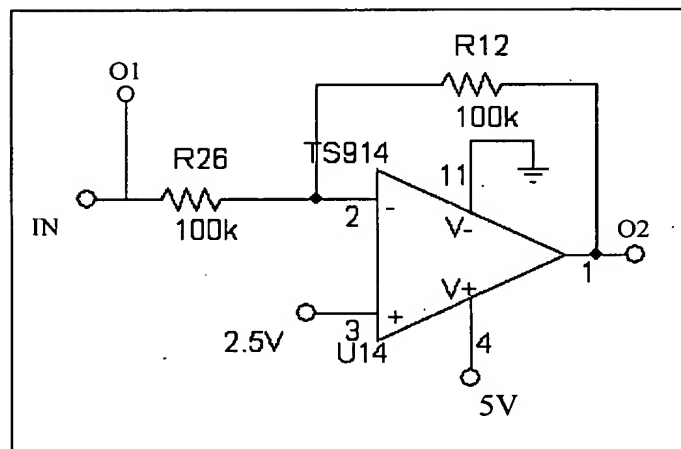 R12
O1
100k
TS914
R26
11
IN
100k
2
-
V-
O2
1
V+
3
+
2.5V
U14
4
5V